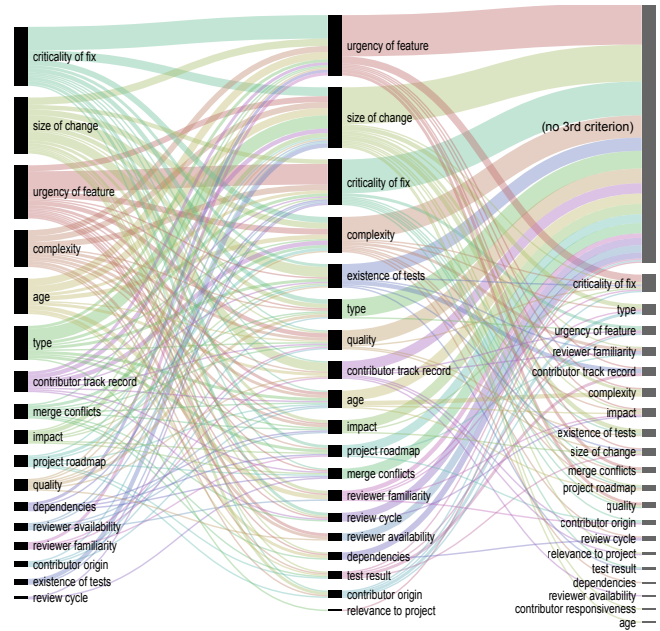 criticality of fix
size of change
urgency of feature
complexity
age
type
contributor track record
merge conflicts
impact
project roadmap
quality
dependencies
reviewer availability
reviewer familiarity
contributor origin
existence of tests
review cycle
urgency of feature
size of change
criticality of fix
complexity
existence of tests
type
quality
contributor track record
age
impact
project roadmap
merge conflicts
reviewer familiarity
review cycle
reviewer availability
dependencies
test result
contributor origin
relevance to project
(no 3rd criterion)
criticality of fix
type
urgency of feature
reviewer familiarity
contributor track record
complexity
impact
existence of tests
size of change
merge conflicts
project roadmap
quality
contributor origin
review cycle
relevance to project
test result
dependencies
reviewer availability
contributor responsiveness
age